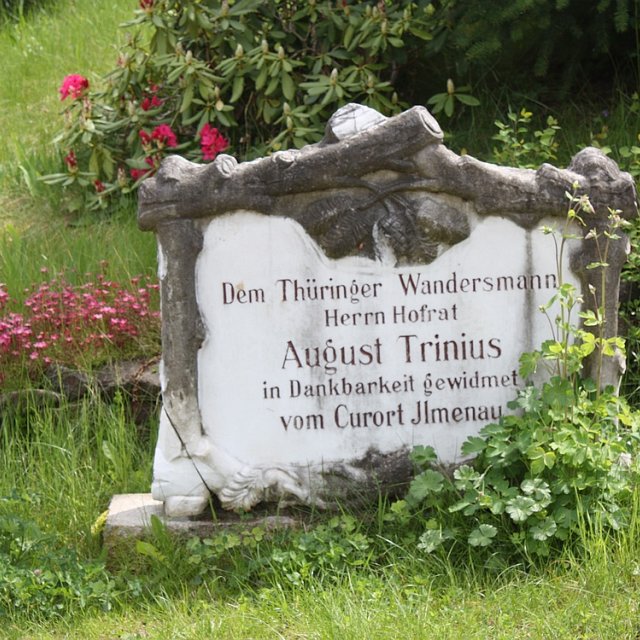 Dem Thüringer Wandersmann
Herrn Hofrat
August Trinius
in Dankbarkeit gewidmet
vom Curort Jlmenau